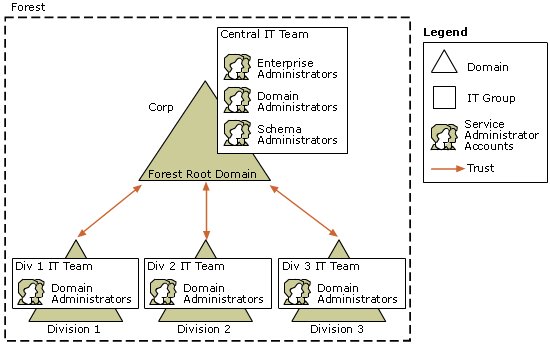 Forest
Central IT Team
Enterprise
Administrators
Domain
Administrators
Schema
Administrators
Corp
Forest Root Domain
Div 1 IT Team
Domain
Administrators
Division 1
Div 2 IT Team
Domain
Administrators
Division 2
Div 3 IT Team
Domain
Administrators
Division 3
Legend
Domain
IT Group
Service
Administrator
Accounts
Trust